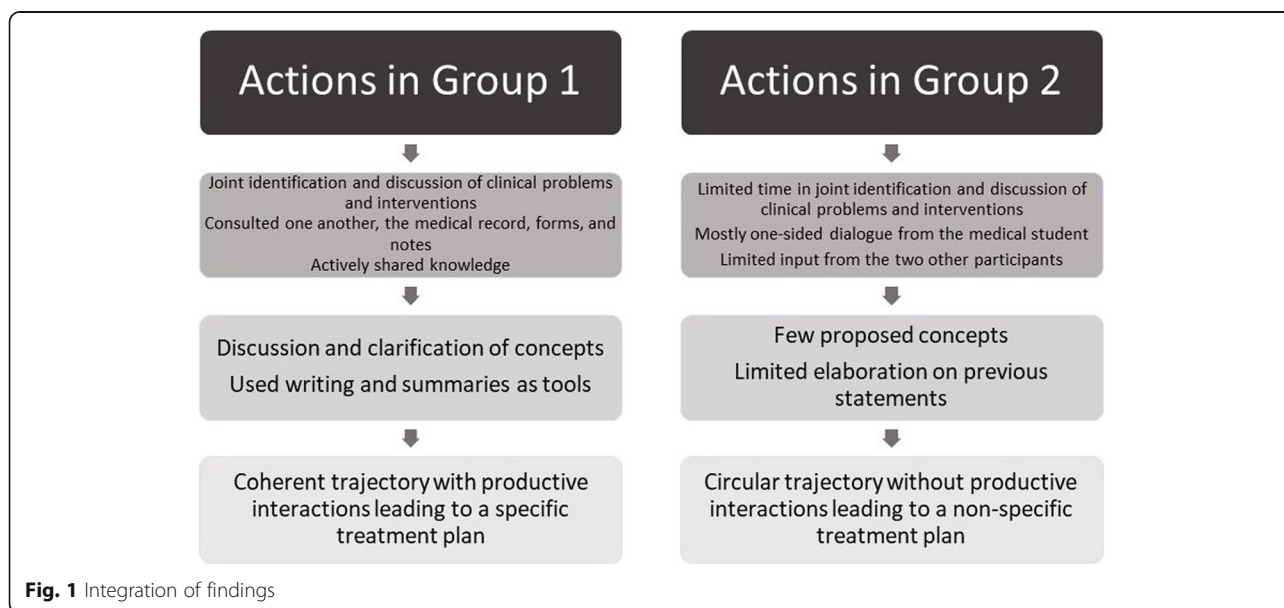 Actions in Group 1
Joint identification and discussion of clinical problems
and interventions
Consulted one another, the medical record, forms, and
notes
Actively shared knowledge
Discussion and clarification of concepts
Used writing and summaries as tools
Coherent trajectory with productive
interactions leading to a specific
treatment plan
Actions in Group 2
Limited time in joint identification and discussion of
clinical problems and interventions
Mostly one-sided dialogue from the medical student
Limited input from the two other participants
Few proposed concepts
Limited elaboration on previous
statements
Circular trajectory without productive
interactions leading to a non-specific
treatment plan
Fig. 1 Integration of findings